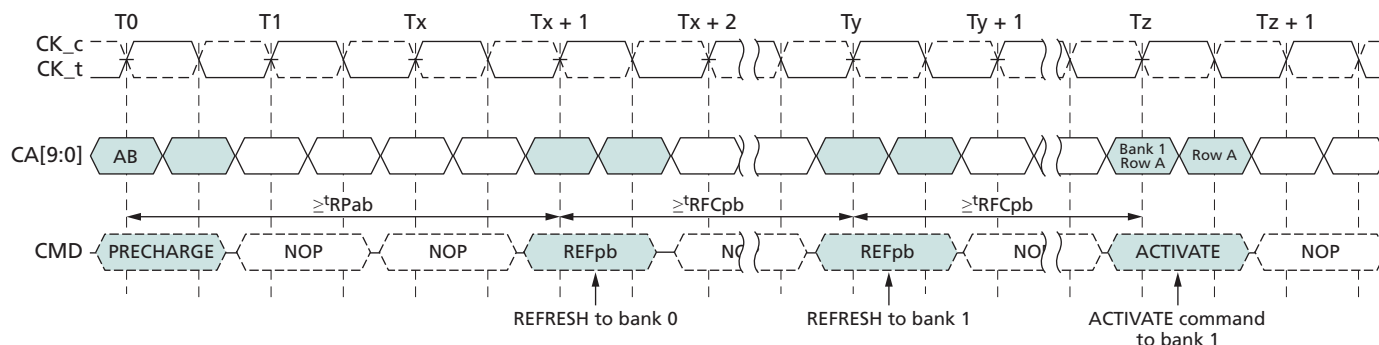 T0 T1 Tx Tx + 1 Tx + 2 Ty Ty + 1 Tz Tz + 1
CK_c
CK_t
CA[9:0] AB Bank 1 Row A Row A
≥tRPab ≥tRFCpb ≥tRFCpb
CMD PRECHARGE NOP NOP REFpb REFpb ACTIVATE NOP
REFRESH to bank 0 REFRESH to bank 1 ACTIVATE command
to bank 1